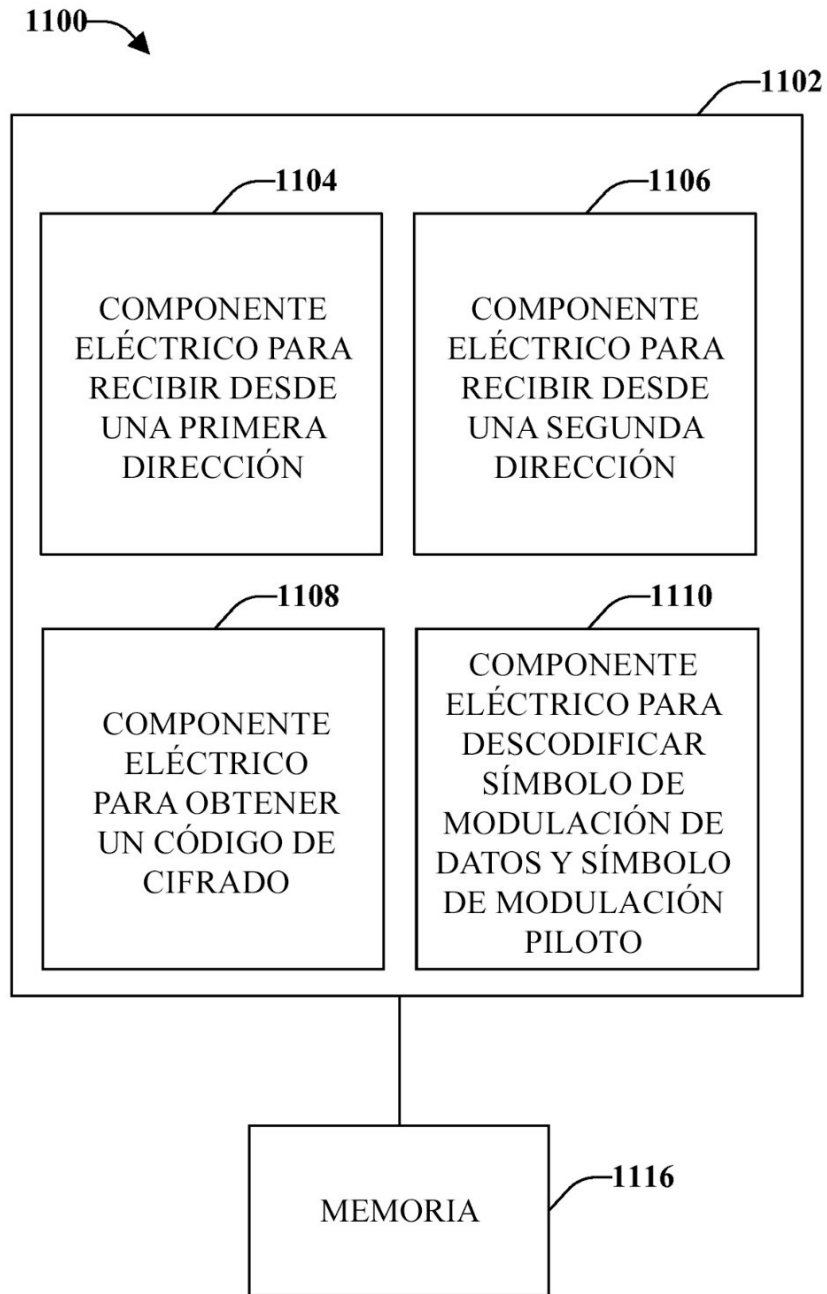 1100
1102
1104
COMPONENTE
ELÉCTRICO PARA
RECIBIR DESDE
UNA PRIMERA
DIRECCIÓN
1106
COMPONENTE
ELÉCTRICO PARA
RECIBIR DESDE
UNA SEGUNDA
DIRECCIÓN
1108
COMPONENTE
ELÉCTRICO
PARA OBTENER
UN CÓDIGO DE
CIFRADO
1110
COMPONENTE
ELÉCTRICO PARA
DESCODIFICAR
SÍMBOLO DE
MODULACIÓN DE
DATOS Y SÍMBOLO
DE MODULACIÓN
PILOTO
MEMORIA
1116